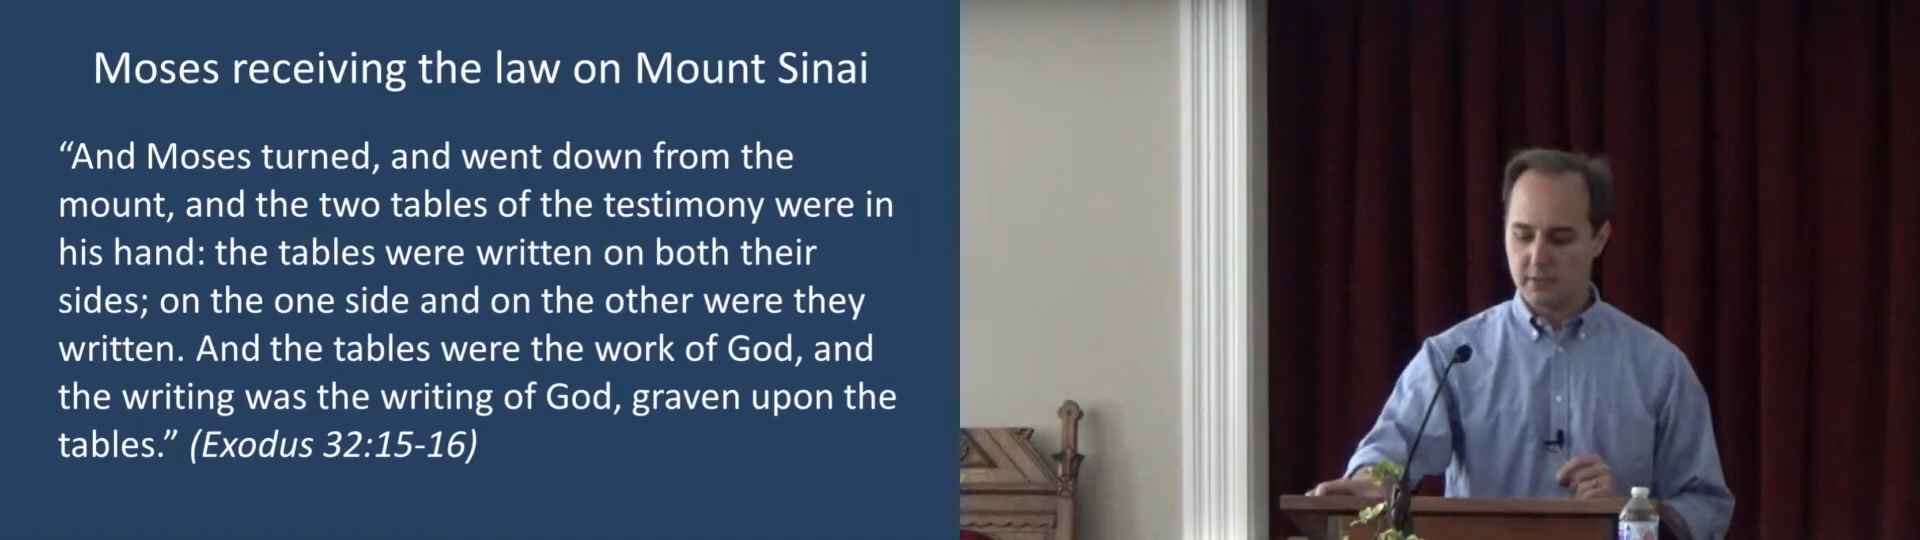 Moses receiving the law on Mount Sinai
“And Moses turned, and went down from the
mount, and the two tables of the testimony were in
his hand: the tables were written on both their
sides; on the one side and on the other were they
written. And the tables were the work of God, and
the writing was the writing of God, graven upon the
tables.” (Exodus 32:15-16)